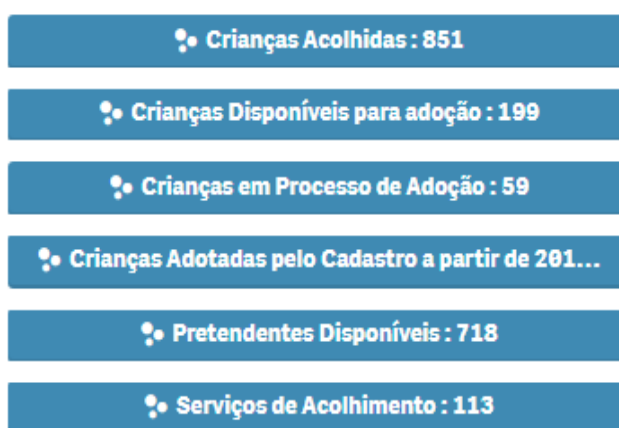 Crianças Acolhidas : 851
Crianças Disponíveis para adoção : 199
Crianças em Processo de Adoção : 59
Crianças Adotadas pelo Cadastro a partir de 201...
Pretendentes Disponíveis : 718
Serviços de Acolhimento : 113